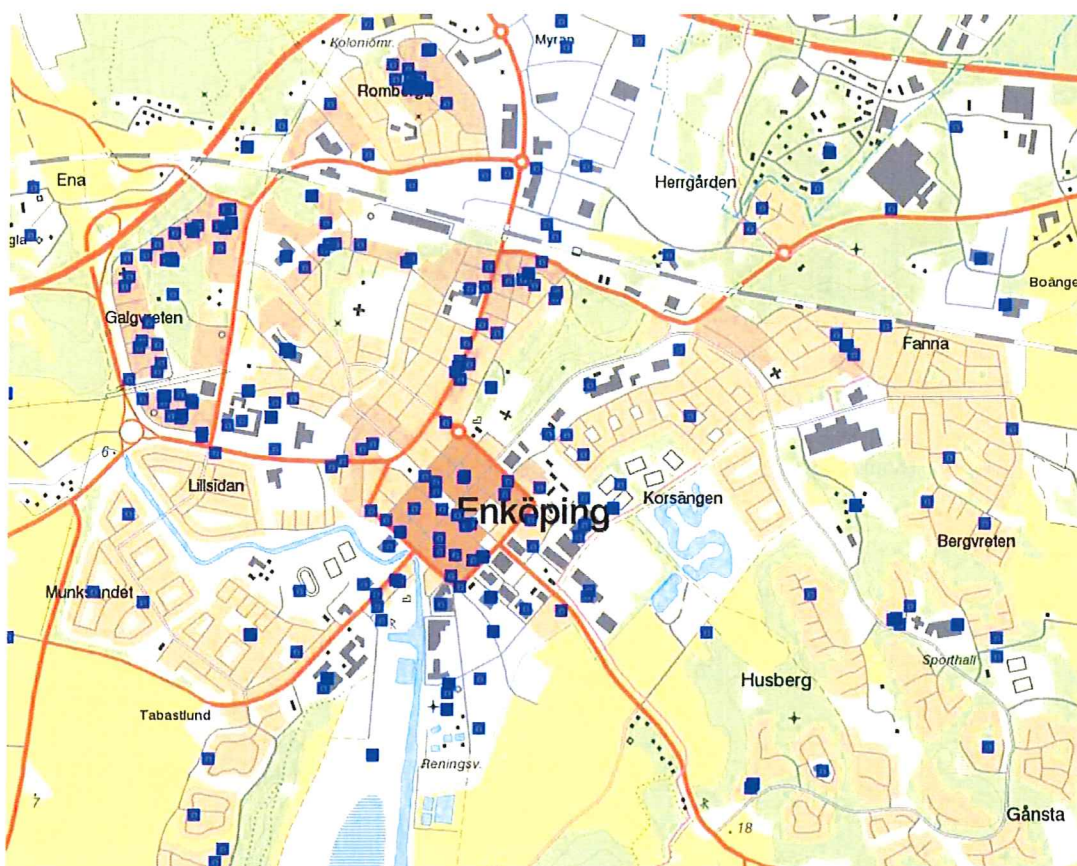 Myran
Koloniomr.
Romberga
Ena
Herrgården
Boänge
Galgvreten
Fanna
6
Lillsidan
Enköping
Korsängen
Bergvreten
Munksundet
Sporthall
Husberg
Tabastlund
Reningsv.
7
18
Gånsta